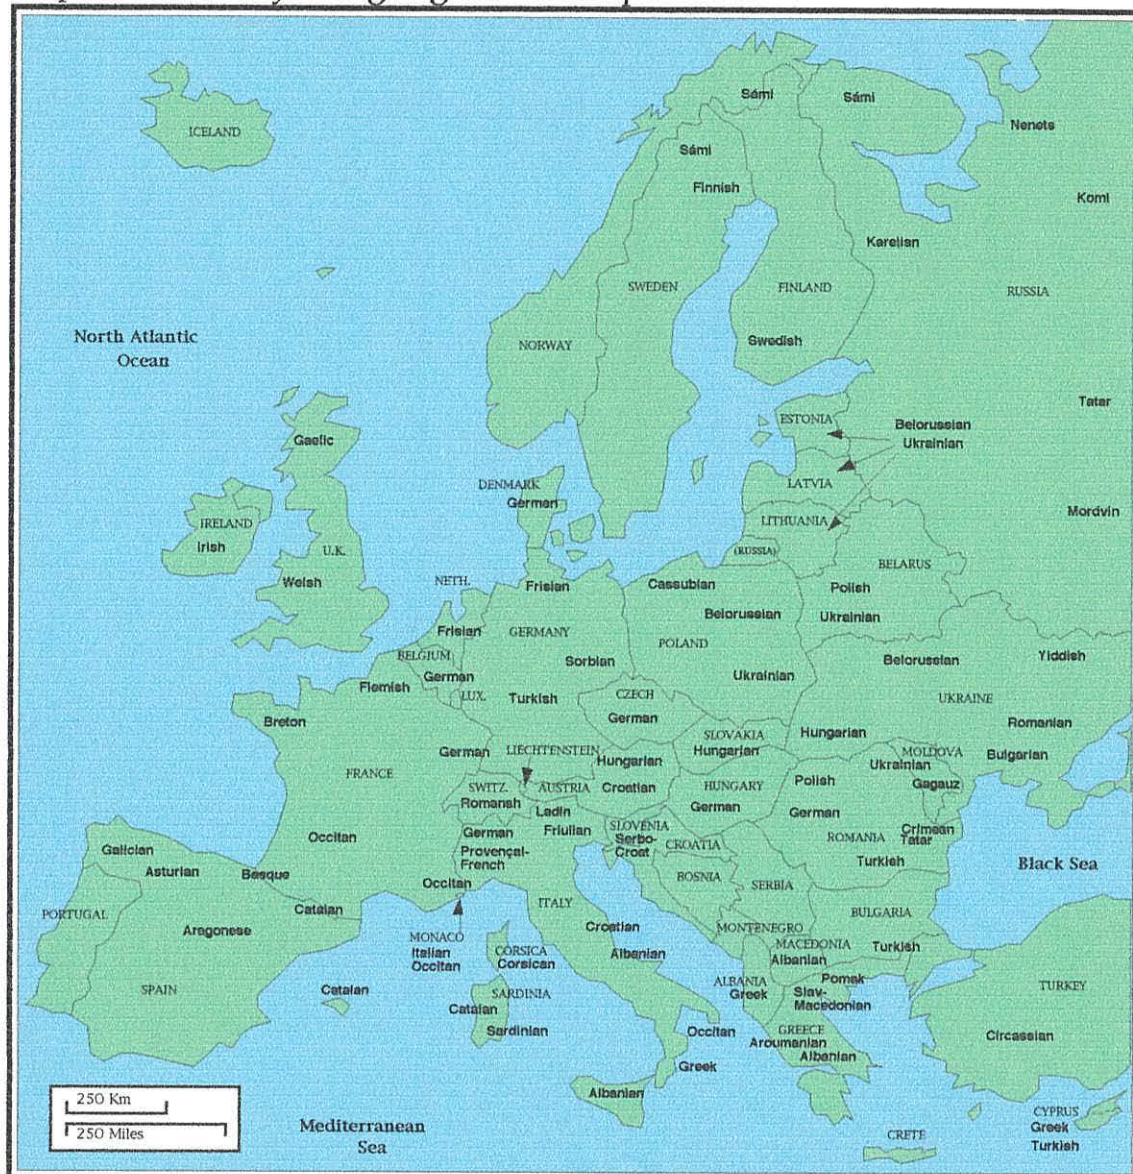 Sámi
Sámi
Nenets
ICELAND
Sámi
Finnish
Komi
Karelian
SWEDEN
FINLAND
RUSSIA
North Atlantic
Ocean
NORWAY
Swedish
Tatar
ESTONIA
Belorussian
Ukrainian
Gaelic
LATVIA
DENMARK
German
Mordvin
IRELAND
Irish
U.K.
LITHUANIA
(RUSSIA)
BELARUS
Welsh
NETH.
Frisian
Cassubian
Polish
Belorussian
Ukrainian
Frisian
GERMANY
POLAND
BELGIUM
German
Sorbian
Belorussian
Yiddish
Flemish
LUX.
Turkish
CZECH
German
Ukrainian
UKRAINE
Breton
SLOVAKIA
Hungarian
Hungarian
Romanian
German
LIECHTENSTEIN
Hungarian
MOLDOVA
Ukrainian
Bulgarian
FRANCE
SWITZ.
Romansh
AUSTRIA
Croatian
HUNGARY
German
Polish
Gagauz
Ladin
German
Occitan
German
Friulian
SLOVENIA
Serbo-
Croat
CROATIA
ROMANIA
Crimean
Tatar
Galician
Provençal-
French
Turkish
Black Sea
Asturian
Basque
Occitan
BOSNIA
SERBIA
PORTUGAL
Catalan
ITALY
BULGARIA
Aragonese
Croatian
MONTENEGRO
MONACO
Italian
Occitan
CORSICA
Corsican
Albanian
MACEDONIA
Albanian
Turkish
SPAIN
Catalan
SARDINIA
Catalan
Sardinian
ALBANIA
Greek
Pomak
Slav-
Macedonian
TURKEY
Occitan
GREECE
Aroumanian
Albanian
Circassian
Greek
Albanian
250 Km
250 Miles
Mediterranean
Sea
CRETE
CYPRUS
Greek
Turkish